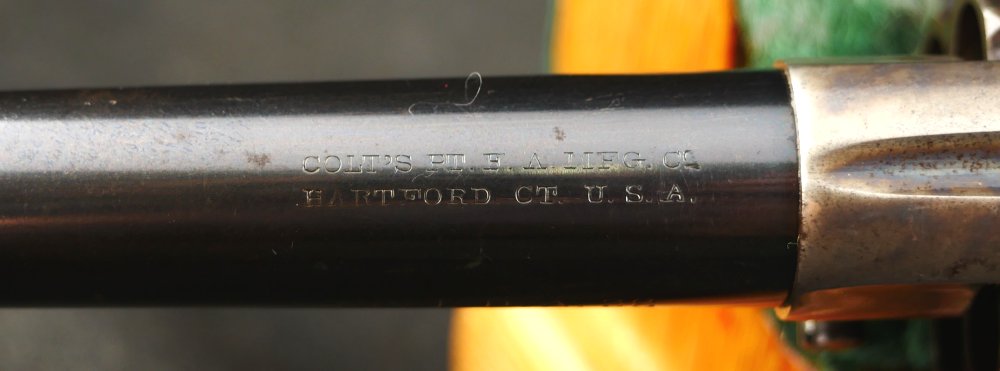 COLT'S PT. F. A. MFG. Co.
HARTFORD CT. U. S. A.